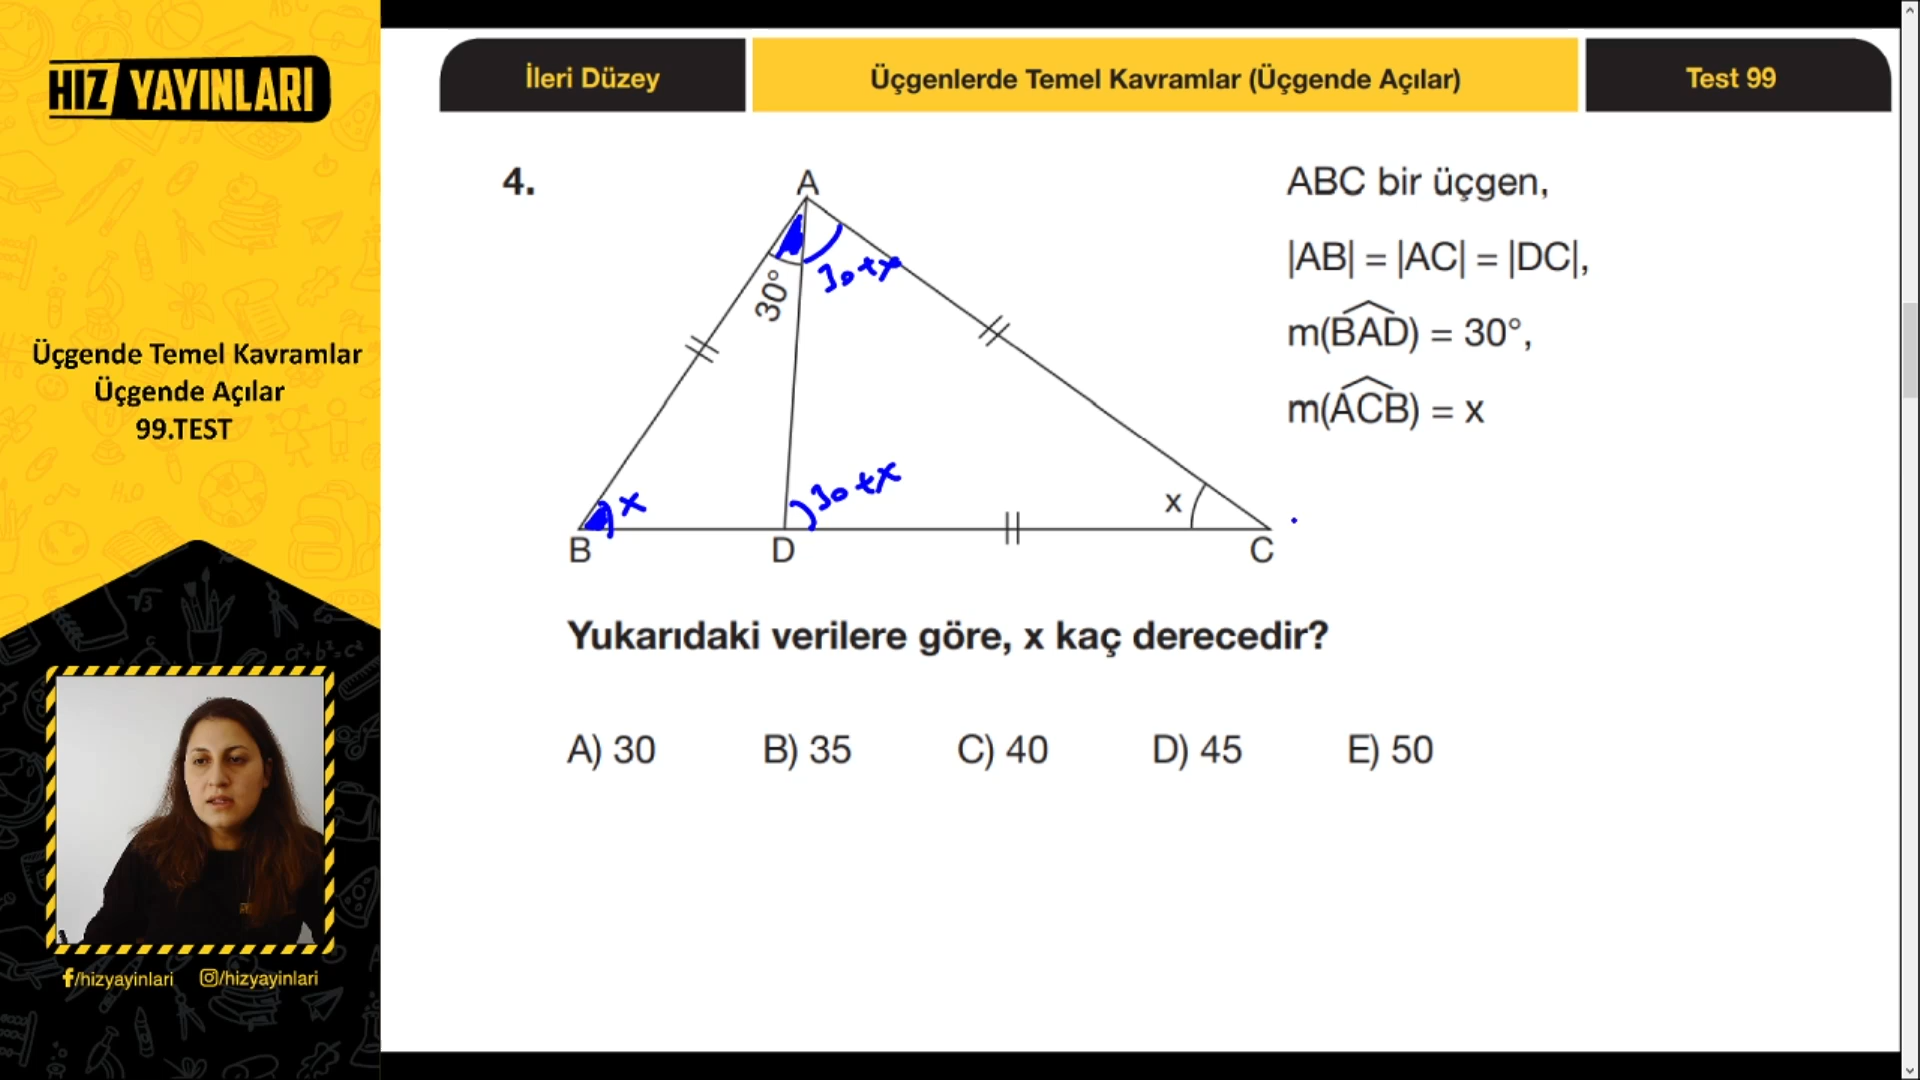 HIZ YAYINLARI
Üçgende Temel Kavramlar
Üçgende Açılar
99.TEST
f/hizyayinlari
/hizyayinlari
İleri Düzey
Üçgenlerde Temel Kavramlar (Üçgende Açılar)
Test 99
4.
A
30°
30+x
B
x
D
30+x
x
C
ABC bir üçgen,
|AB| = |AC| = |DC|,
m(BAD) = 30°,
m(ACB) = x
Yukarıdaki verilere göre, x kaç derecedir?
A) 30 B) 35 C) 40 D) 45 E) 50